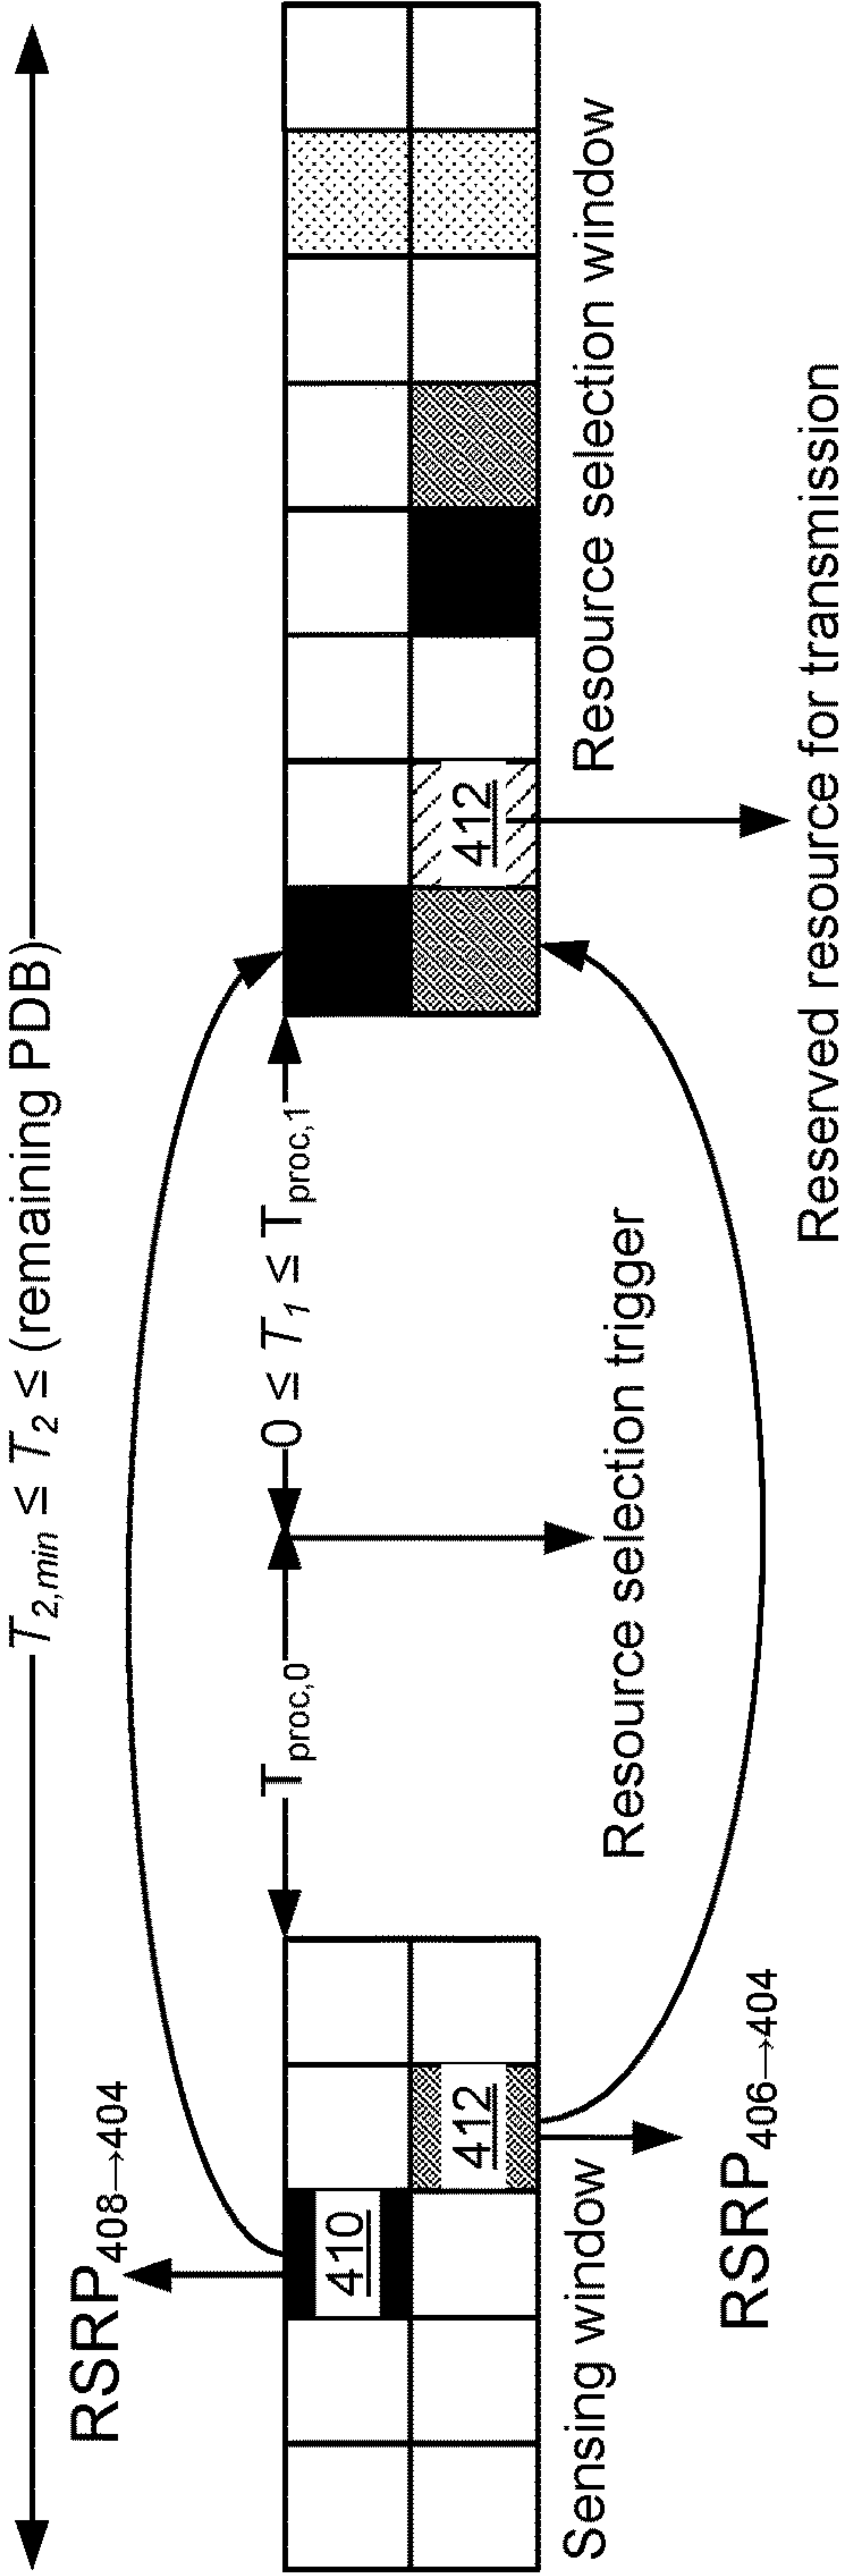 T2,min ≤ T2 ≤ (remaining PDB)
RSRP408→404
Tproc,0
0 ≤ T1 ≤ Tproc,1
410
412
412
Sensing window
Resource selection trigger
Resource selection window
RSRP406→404
Reserved resource for transmission